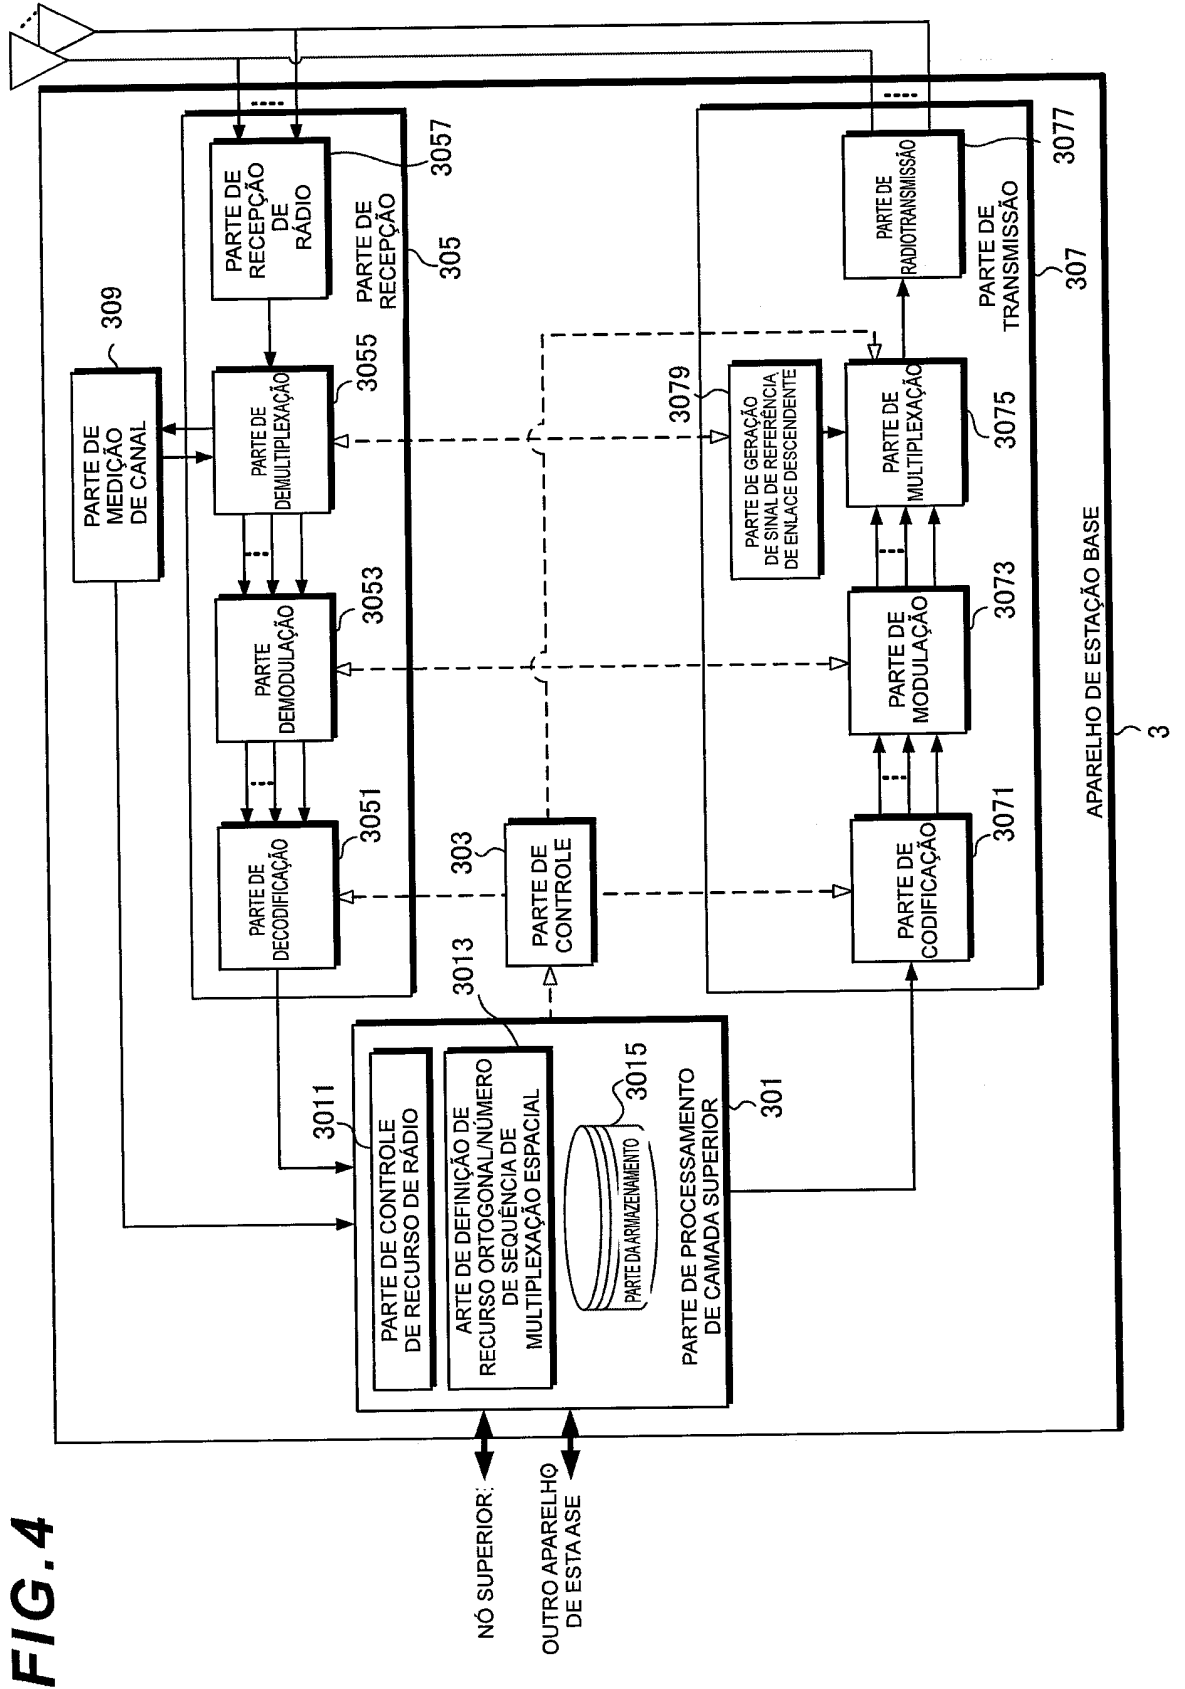 FIG.4
NÓ SUPERIOR:
OUTRO APARELHO
DE ESTA ASE
3011
PARTE DE CONTROLE
DE RECURSO DE RÁDIO
3013
ARTE DE DEFINIÇÃO DE
RECURSO ORTOGONAL/NÚMERO
DE SEQUÊNCIA DE
MULTIPLEXAÇÃO ESPACIAL
3015
PARTE DA ARMAZENAMENTO
PARTE DE PROCESSAMENTO
DE CAMADA SUPERIOR
301
309
PARTE DE
MEDIÇÃO
DE CANAL
PARTE DE
DECODIFICAÇÃO
3051
PARTE
DEMODULAÇÃO
3053
PARTE DE
DEMULTIPLEXAÇÃO
3055
PARTE DE
RECEPÇÃO
DE
RÁDIO
3057
PARTE DE
RECEPÇÃO
305
303
PARTE DE
CONTROLE
3079
PARTE DE GERAÇÃO
DE SINAL DE REFERÊNCIA
DE ENLACE DESCENDENTE
PARTE DE
CODIFICAÇÃO
3071
PARTE DE
MODULAÇÃO
3073
PARTE DE
MULTIPLEXAÇÃO
3075
PARTE DE
RADIOTRANSMISSÃO
3077
PARTE DE
TRANSMISSÃO
307
APARELHO DE ESTAÇÃO BASE
3